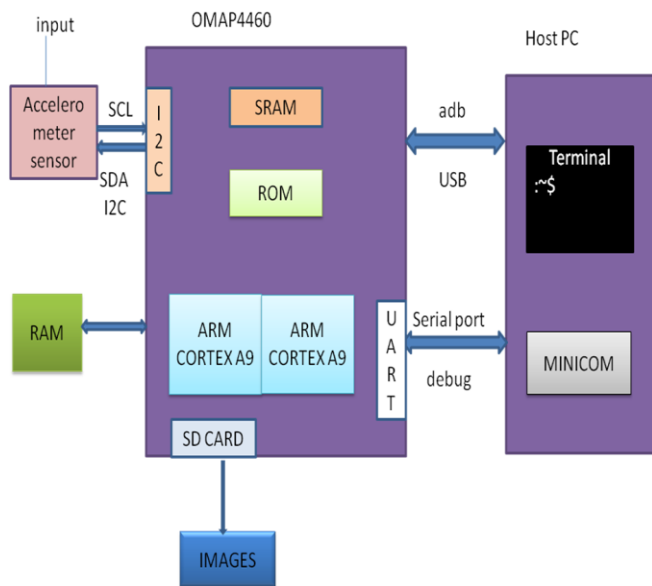 input
OMAP4460
Host PC
Accelero
meter
sensor
SCL
SDA
I2C
I
2
C
SRAM
ROM
adb
USB
Terminal
:~$
RAM
ARM
CORTEX A9
ARM
CORTEX A9
U
A
R
T
Serial port
debug
MINICOM
SD CARD
IMAGES